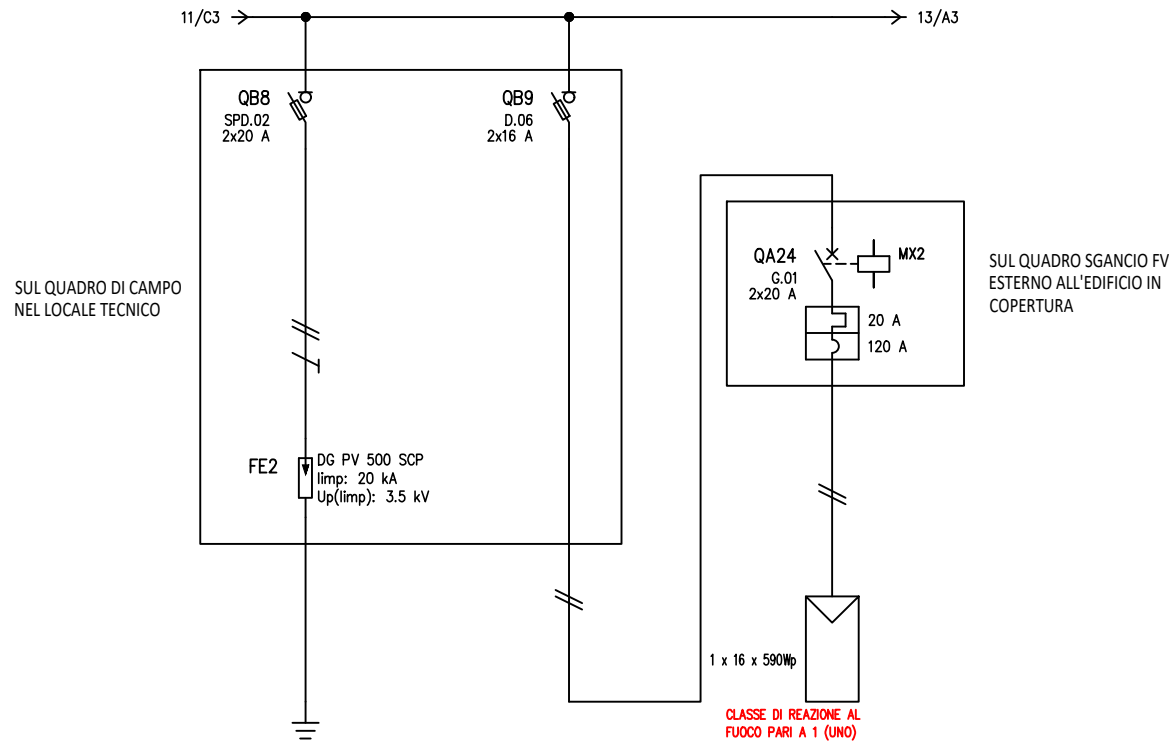 11/C3
13/A3
QB8
SPD.02
2x20 A
QB9
D.06
2x16 A
QA24
G.01
2x20 A
MX2
20 A
120 A
SUL QUADRO SGANCIO FV
ESTERNO ALL'EDIFICIO IN
COPERTURA
SUL QUADRO DI CAMPO
NEL LOCALE TECNICO
FE2
DG PV 500 SCP
Iimp: 20 kA
Up(Iimp): 3.5 kV
1 x 16 x 590Wp
CLASSE DI REAZIONE AL
FUOCO PARI A 1 (UNO)